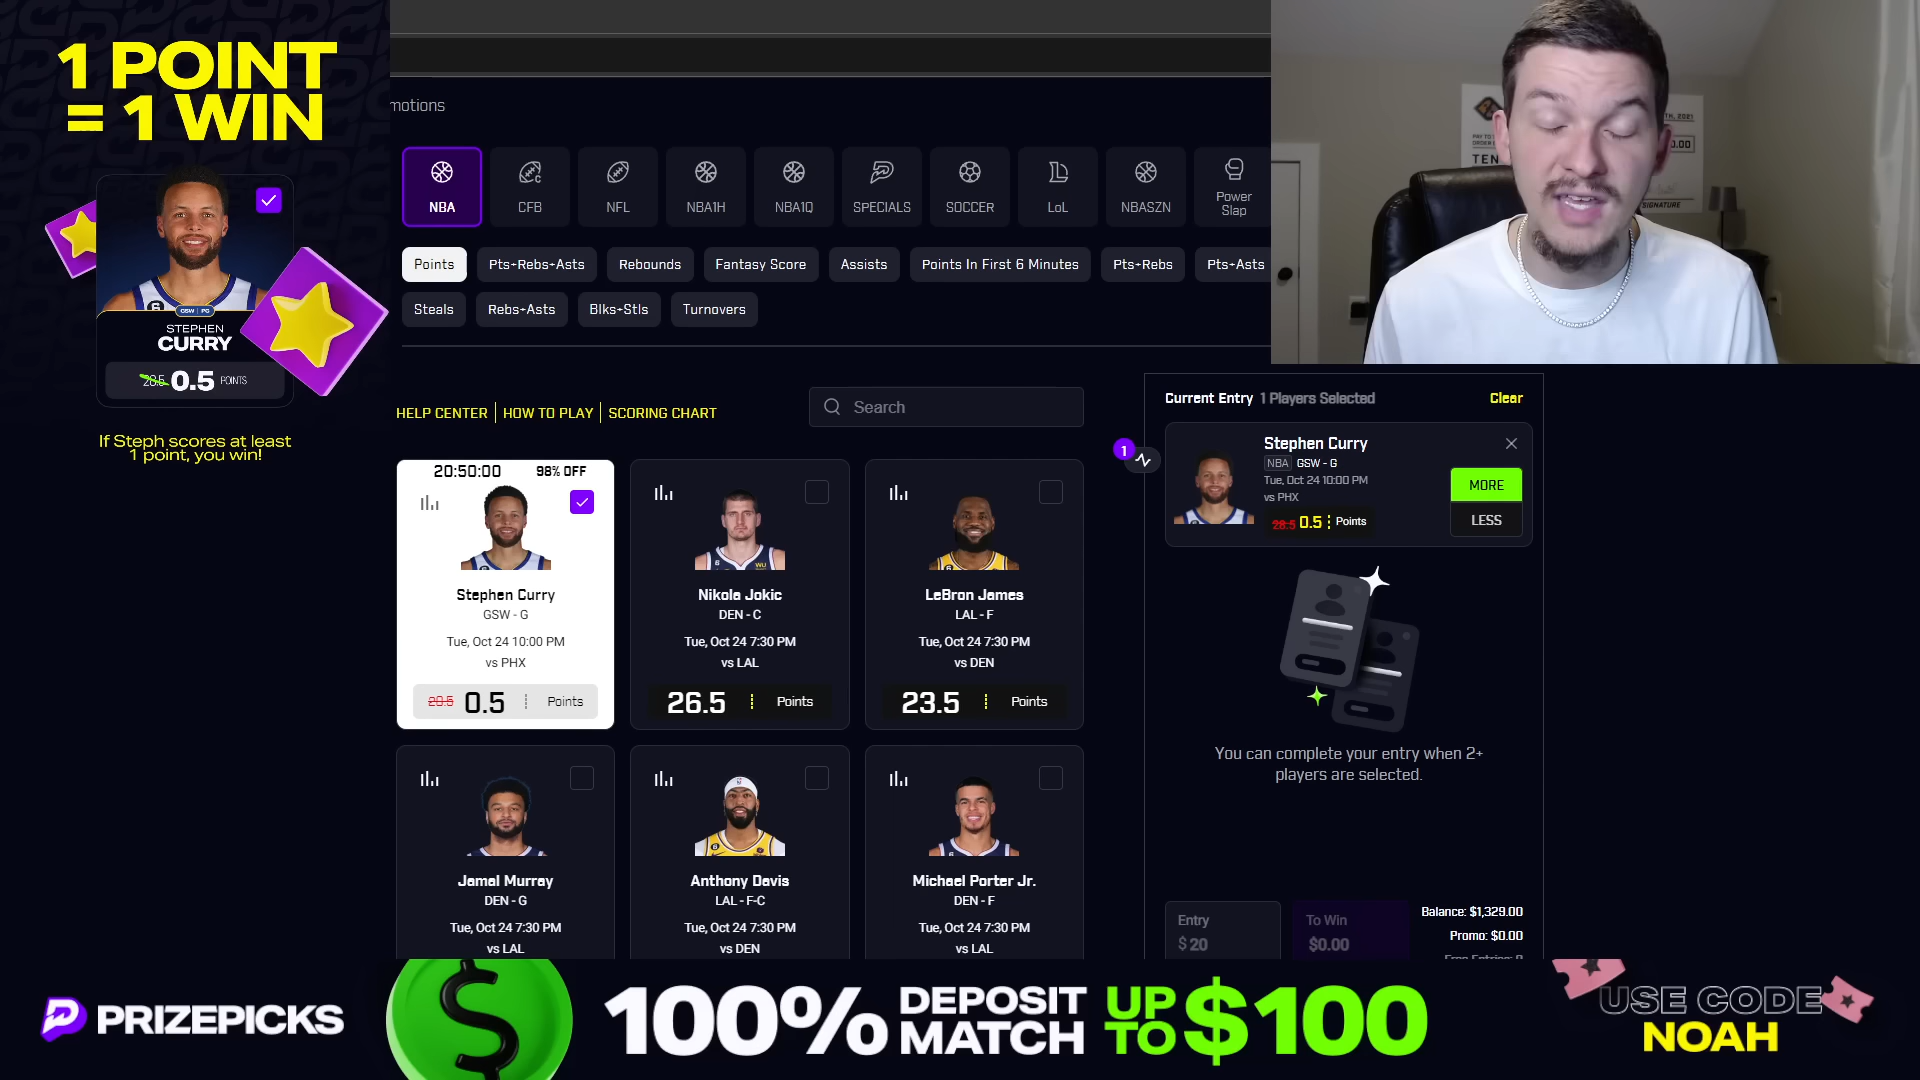 1 POINT
= 1 WIN
GSW | PG
STEPHEN
CURRY
28.5 0.5 POINTS
If Steph scores at least
1 point, you win!
motions
NBA
CFB
NFL
NBA1H
NBA1Q
SPECIALS
SOCCER
LoL
NBASZN
Power
Slap
Points
Pts+Rebs+Asts
Rebounds
Fantasy Score
Assists
Points In First 6 Minutes
Pts+Rebs
Pts+Asts
Steals
Rebs+Asts
Blks+Stls
Turnovers
HELP CENTER
HOW TO PLAY
SCORING CHART
Search
20:50:00 98% OFF
Stephen Curry
GSW - G
Tue, Oct 24 10:00 PM
vs PHX
28.5 0.5 Points
Nikola Jokic
DEN - C
Tue, Oct 24 7:30 PM
vs LAL
26.5 Points
LeBron James
LAL - F
Tue, Oct 24 7:30 PM
vs DEN
23.5 Points
Jamal Murray
DEN - G
Tue, Oct 24 7:30 PM
vs LAL
Anthony Davis
LAL - F-C
Tue, Oct 24 7:30 PM
vs DEN
Michael Porter Jr.
DEN - F
Tue, Oct 24 7:30 PM
vs LAL
Current Entry 1 Players Selected
Clear
1
Stephen Curry
NBA GSW - G
Tue, Oct 24 10:00 PM
vs PHX
28.5 0.5 Points
MORE
LESS
You can complete your entry when 2+
players are selected.
Entry
$ 20
To Win
$0.00
Balance: $1,329.00
Promo: $0.00
PRIZEPICKS
100% DEPOSIT
MATCH
UP
TO
$100
USE CODE
NOAH
SIGNATURE